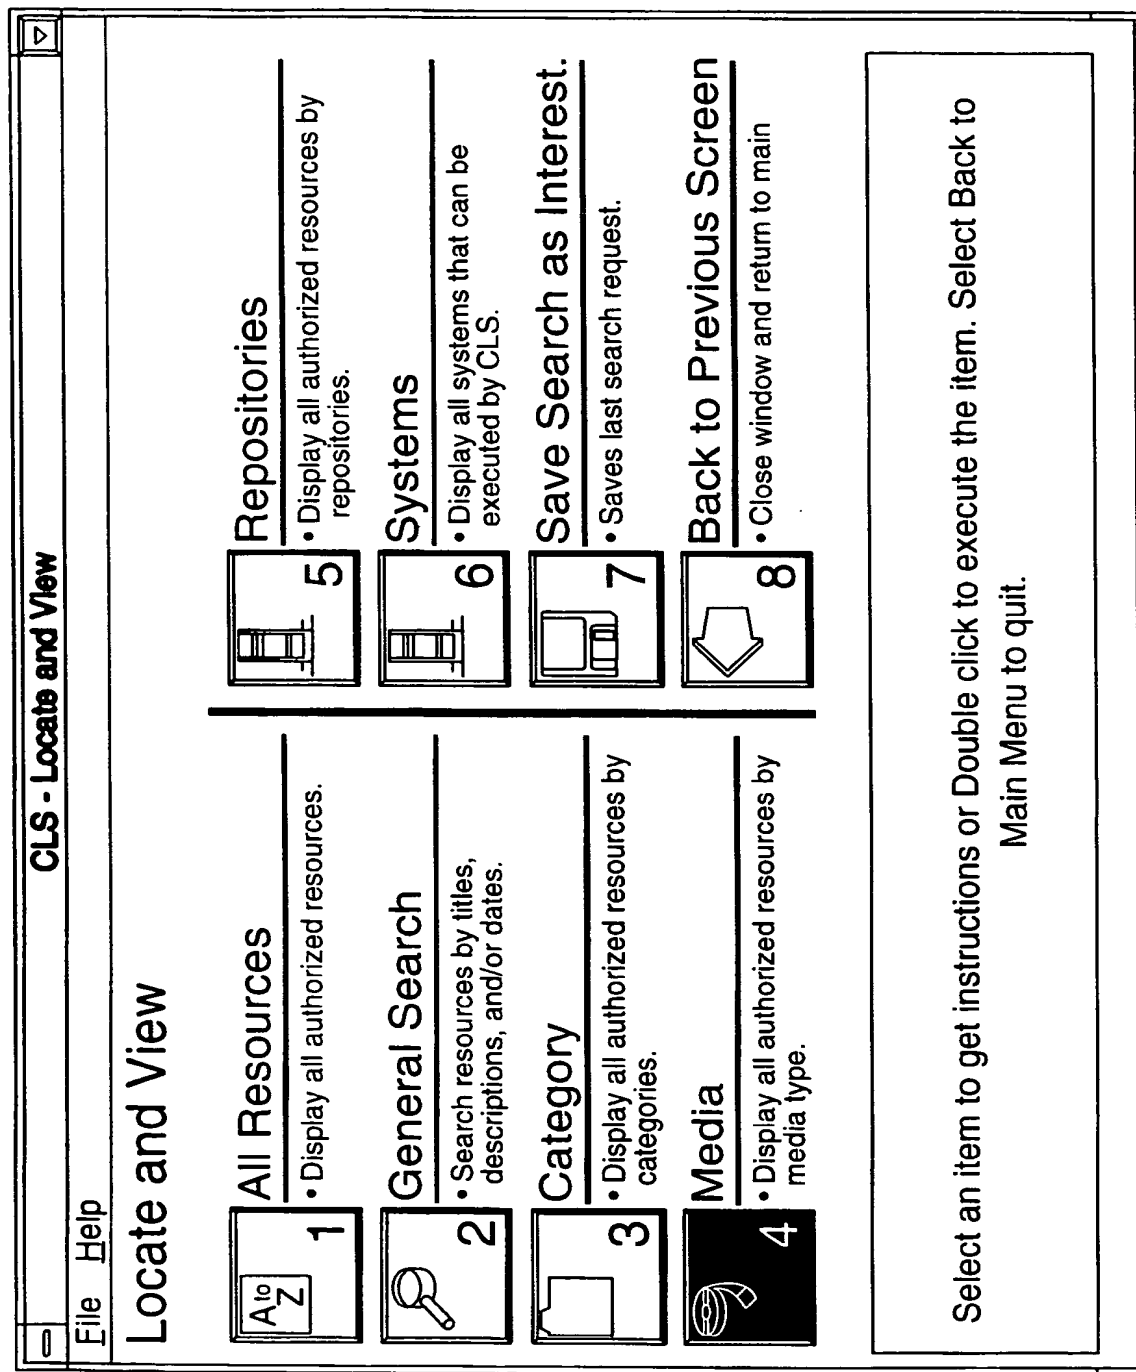 CLS - Locate and View
File Help
Locate and View
A to
Z
1
All Resources
• Display all authorized resources.
2
General Search
• Search resources by titles,
descriptions, and/or dates.
3
Category
• Display all authorized resources by
categories.
4
Media
• Display all authorized resources by
media type.
5
Repositories
• Display all authorized resources by
repositories.
6
Systems
• Display all systems that can be
executed by CLS.
7
Save Search as Interest.
• Saves last search request.
8
Back to Previous Screen
• Close window and return to main
Select an item to get instructions or Double click to execute the item. Select Back to
Main Menu to quit.